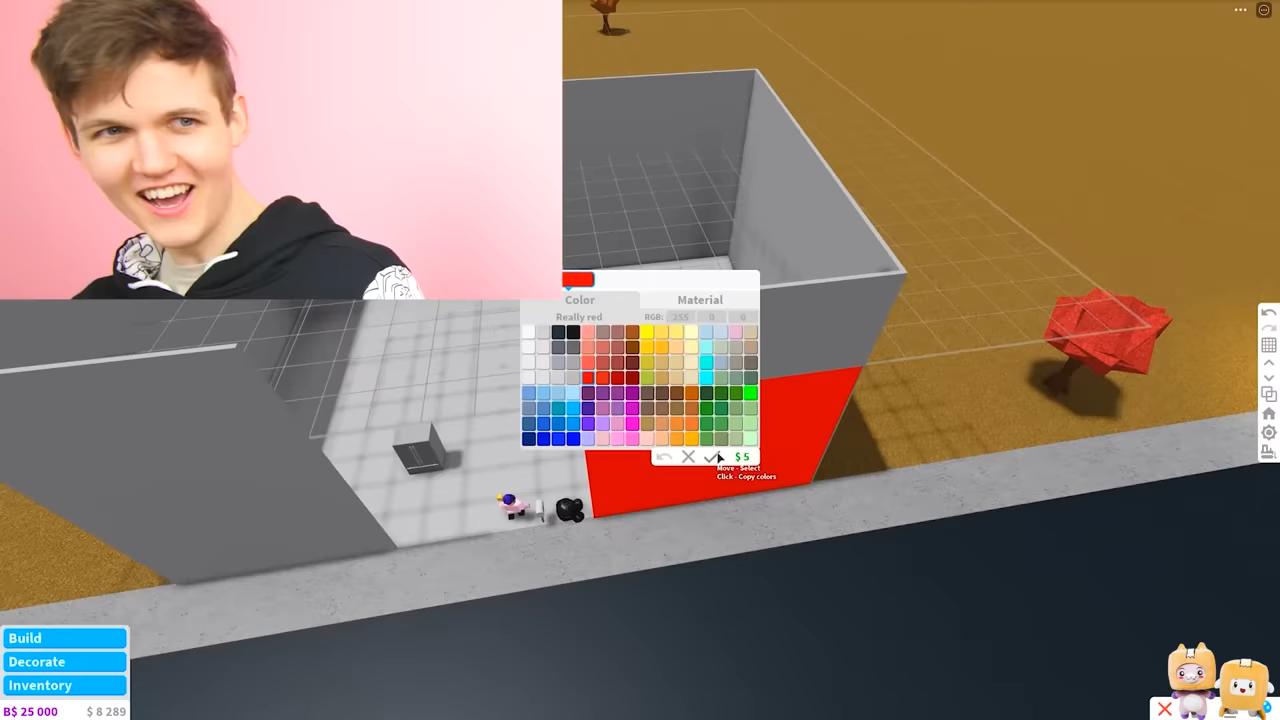 Color
Material
Really red
RGB: 255 0 0
$ 5
Move - Select
Click - Copy colors
Build
Decorate
Inventory
B$ 25 000 $ 8 289